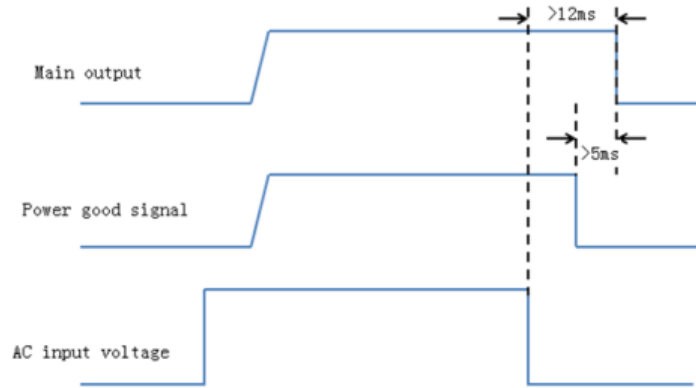 >12ms
Main output
>5ms
Power good signal
AC input voltage